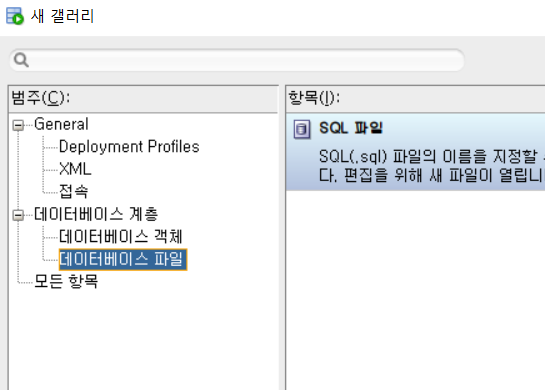 새 갤러리
범주(C):
General
Deployment Profiles
XML
접속
데이터베이스 계층
데이터베이스 객체
데이터베이스 파일
모든 항목
항목(I):
SQL 파일
SQL(.sql) 파일의 이름을 지정할
다. 편집을 위해 새 파일이 열립니